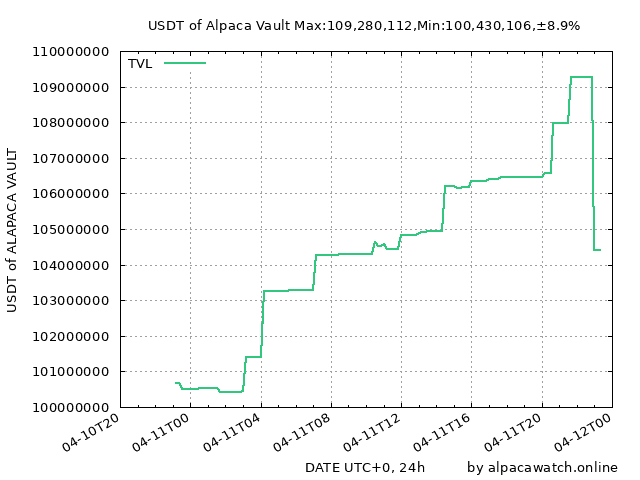 USDT of Alpaca Vault Max:109,280,112,Min:100,430,106,±8.9%
TVL
110000000
109000000
108000000
107000000
106000000
105000000
104000000
103000000
102000000
101000000
100000000
USDT of ALAPACA VAULT
04-10T20
04-11T00
04-11T04
04-11T08
04-11T12
04-11T16
04-11T20
04-12T00
DATE UTC+0, 24h
by alpacawatch.online